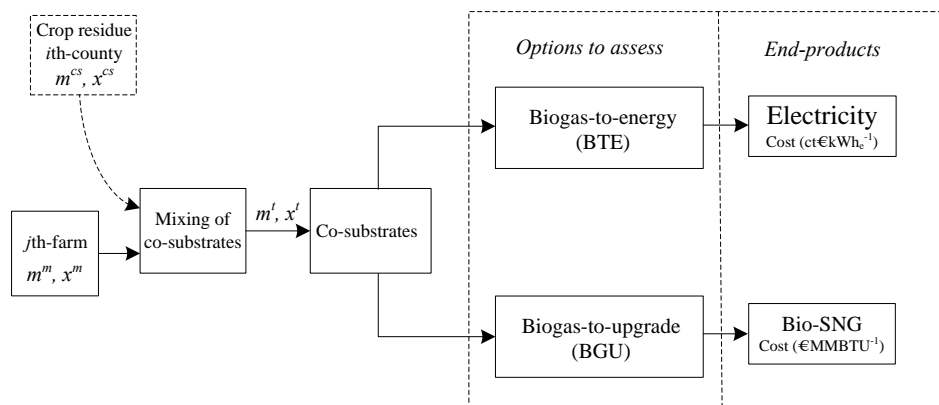 Crop residue
ith-county
m^cs, x^cs
Options to assess
End-products
Biogas-to-energy
(BTE)
Electricity
Cost (ct€kWh_e^-1)
Mixing of
co-substrates
m^t, x^t
Co-substrates
jth-farm
m^m, x^m
Biogas-to-upgrade
(BGU)
Bio-SNG
Cost (€MMBTU^-1)